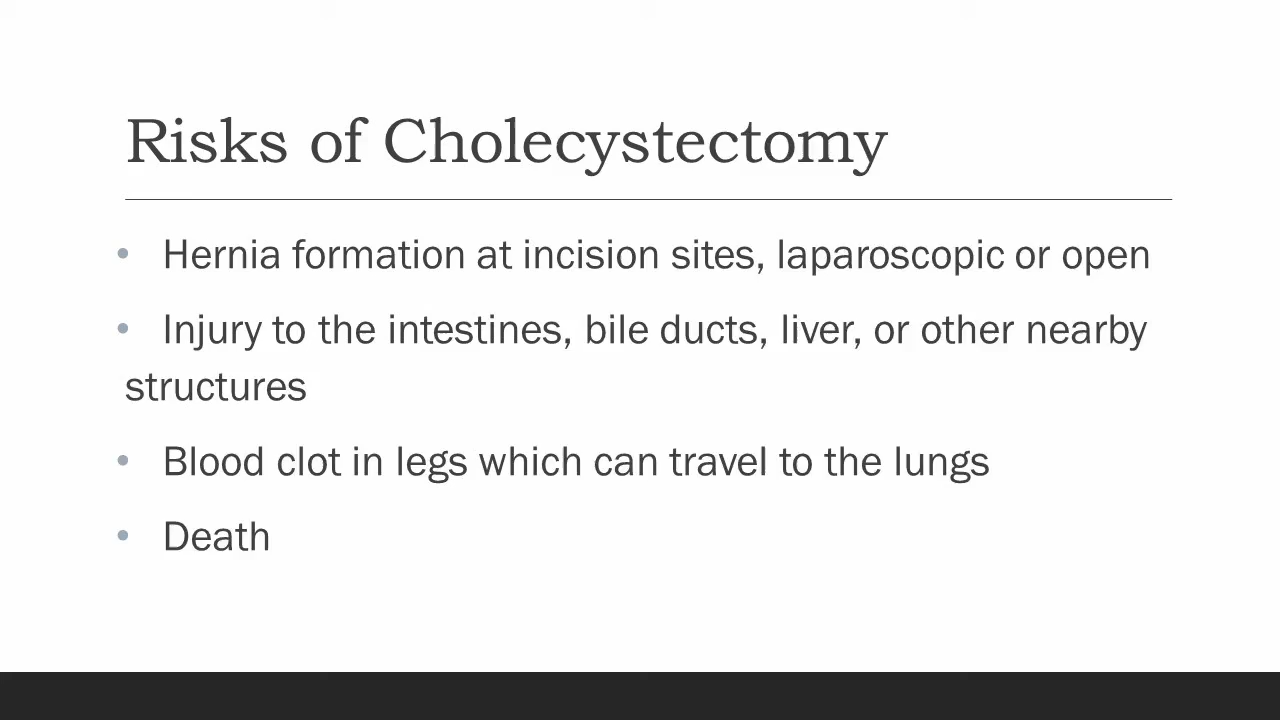 Risks of Cholecystectomy
• Hernia formation at incision sites, laparoscopic or open
• Injury to the intestines, bile ducts, liver, or other nearby
structures
• Blood clot in legs which can travel to the lungs
• Death